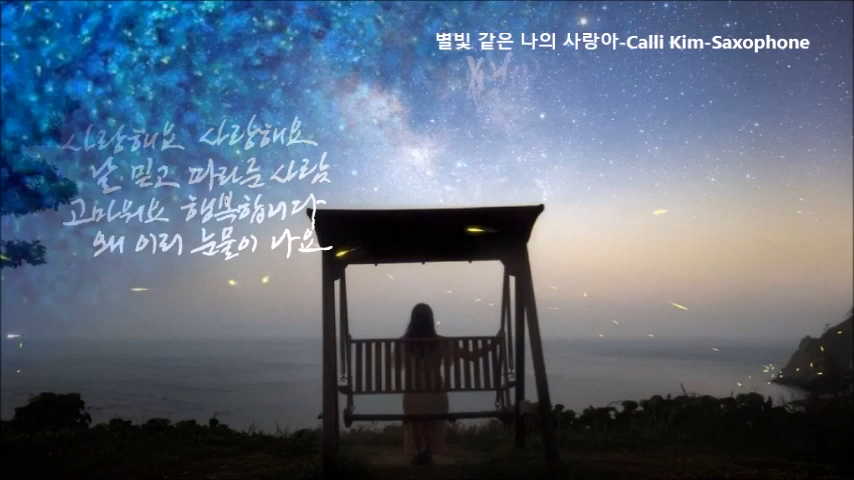 별빛 같은 나의 사랑아-Calli Kim-Saxophone
사랑해요 사랑해요
날 믿고 따라준 사람
고마워요 행복합니다
왜 이리 눈물이 나요